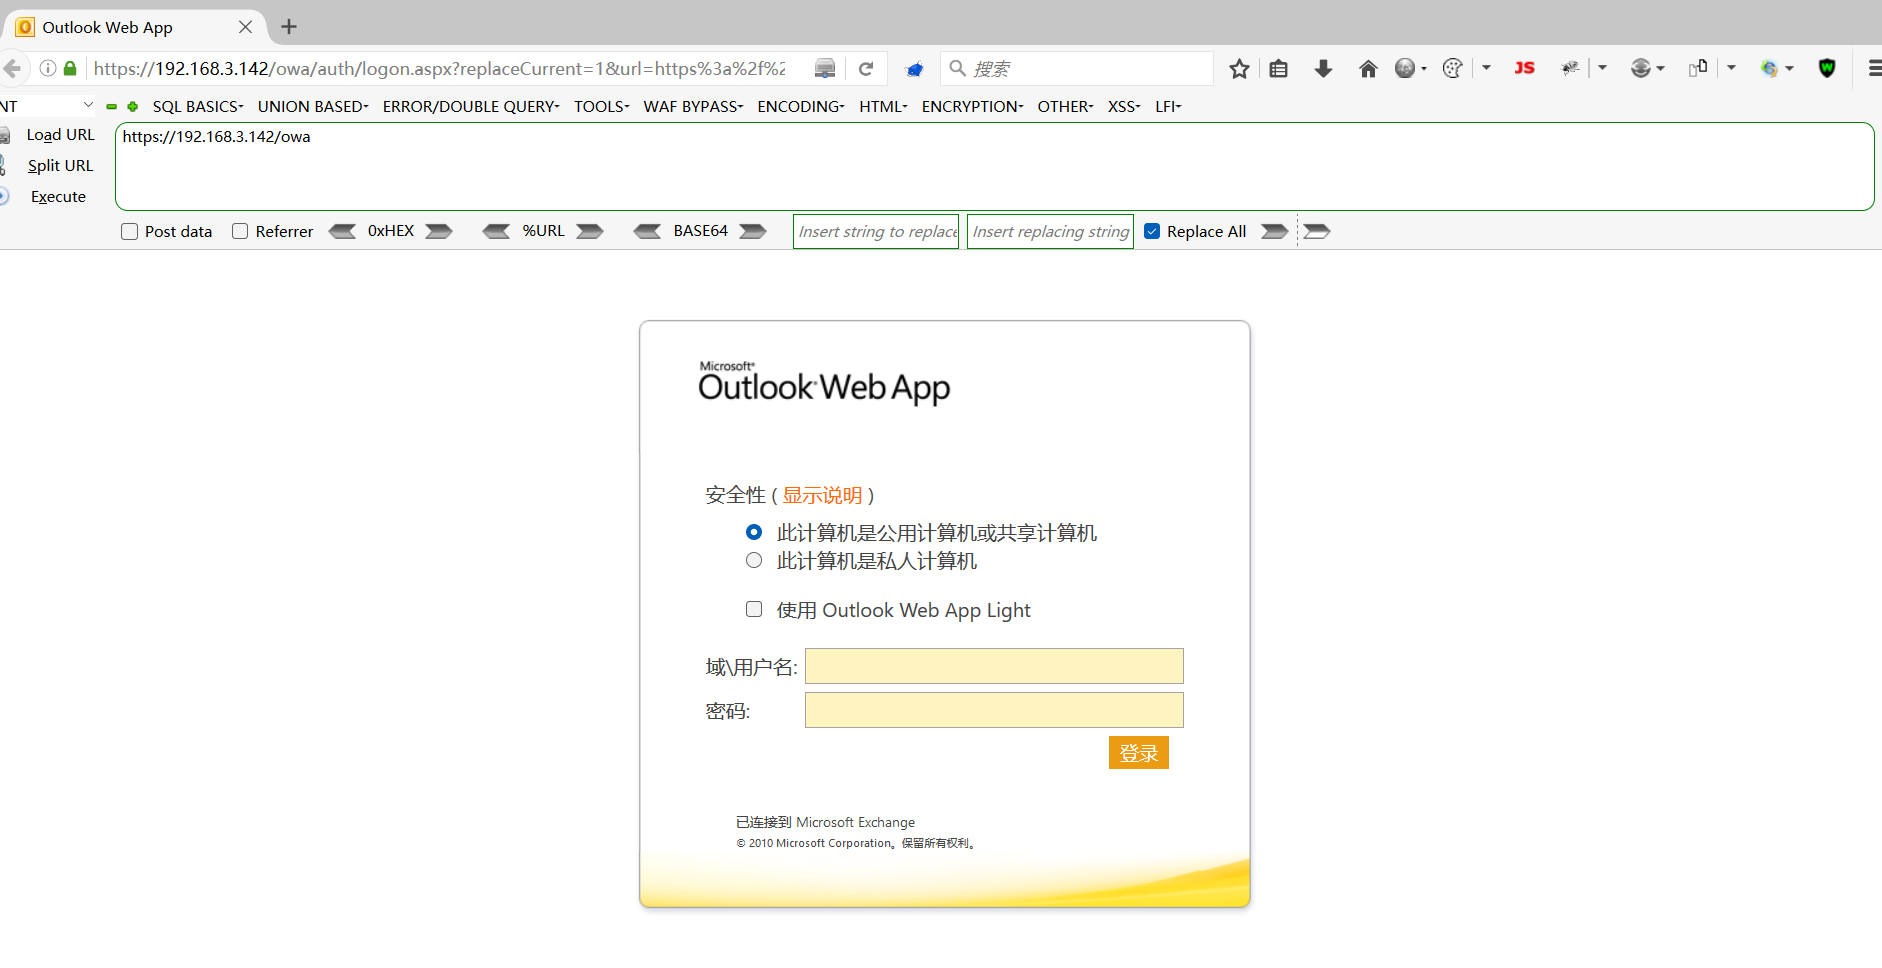 Outlook Web App
https://192.168.3.142/owa/auth/logon.aspx?replaceCurrent=1&url=https%3a%2f%2
搜索
JS
NT
SQL BASICS UNION BASED ERROR/DOUBLE QUERY TOOLS WAF BYPASS ENCODING HTML ENCRYPTION OTHER XSS LFI
Load URL
https://192.168.3.142/owa
Split URL
Execute
Post data Referrer 0xHEX %URL BASE64 Insert string to replace Insert replacing string Replace All
Microsoft®
Outlook Web App
安全性 ( 显示说明 )
此计算机是公用计算机或共享计算机
此计算机是私人计算机
使用 Outlook Web App Light
域\用户名:
密码:
登录
已连接到 Microsoft Exchange
© 2010 Microsoft Corporation。保留所有权利。